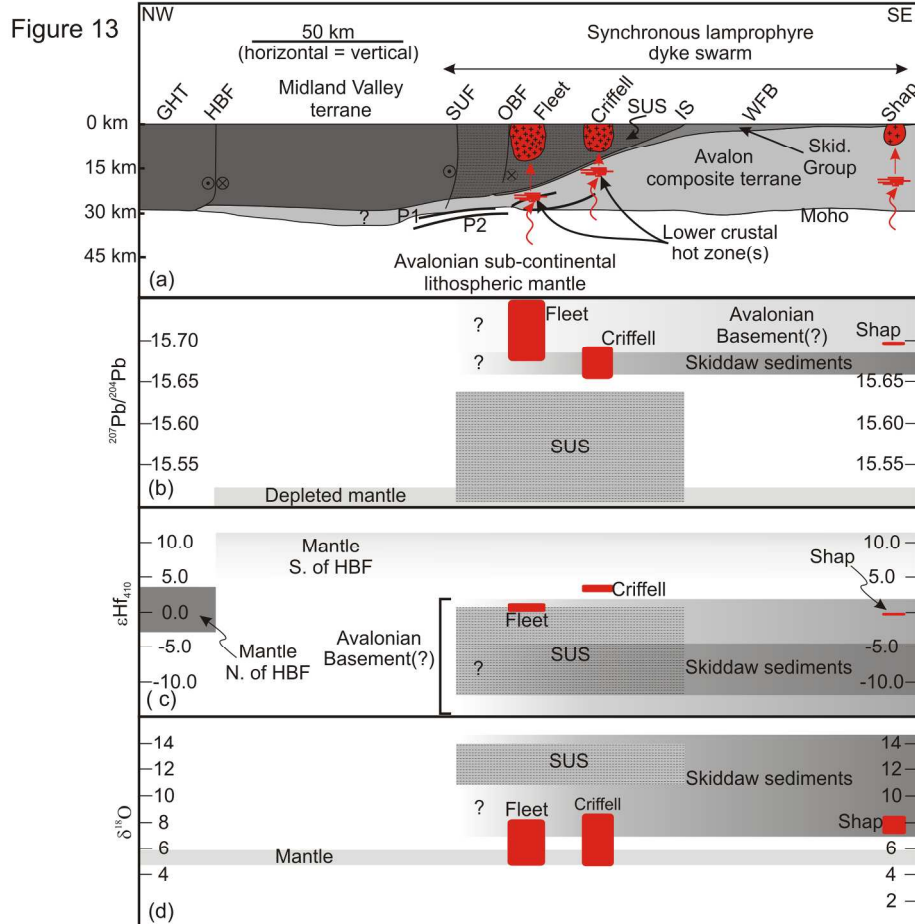 Figure 13
NW
SE
50 km
(horizontal = vertical)
Synchronous lamprophyre
dyke swarm
GHT
HBF
Midland Valley
terrane
SUF
OBF
Fleet
Criffell
SUS
IS
WFB
Shap
0 km
15 km
30 km
45 km
Skid.
Group
Avalon
composite terrane
?
P1
P2
Moho
Lower crustal
hot zone(s)
Avalonian sub-continental
lithospheric mantle
(a)
²⁰⁷Pb/²⁰⁴Pb
15.70
15.65
15.60
15.55
?
Fleet
Avalonian
Basement(?)
Shap
Criffell
?
Skiddaw sediments
15.65
15.60
15.55
SUS
Depleted mantle
(b)
εHf₄₁₀
10.0
5.0
0.0
-5.0
-10.0
Mantle
S. of HBF
Shap
10.0
5.0
Criffell
Fleet
Mantle
N. of HBF
Avalonian
Basement(?)
SUS
-5.0
?
Skiddaw sediments
-10.0
( c)
δ¹⁸O
14
12
10
8
6
4
SUS
Skiddaw sediments
?
Fleet
Criffell
Shap
Mantle
14
12
10
8
6
4
2
(d)